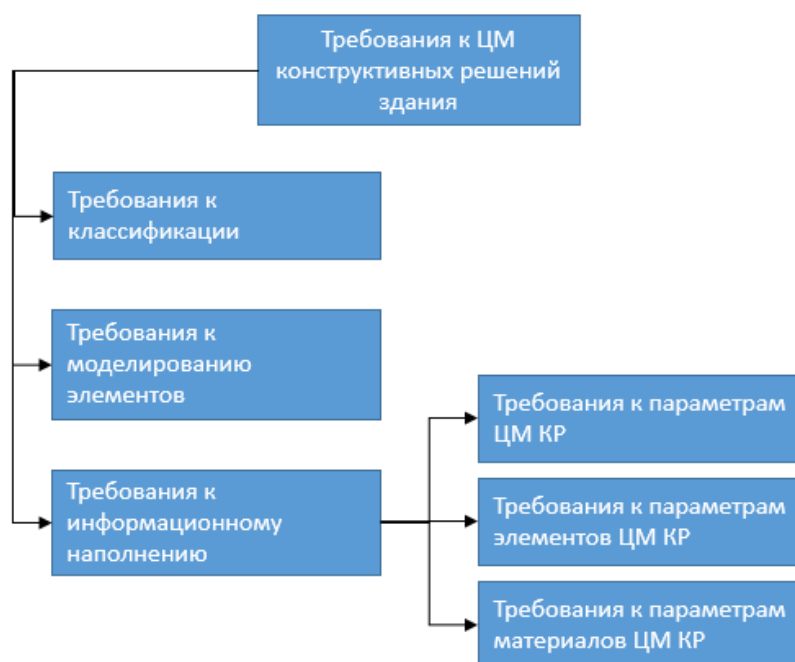 Требования к ЦМ
конструктивных решений
здания
Требования к
классификации
Требования к
моделированию
элементов
Требования к
информационному
наполнению
Требования к параметрам
ЦМ КР
Требования к параметрам
элементов ЦМ КР
Требования к параметрам
материалов ЦМ КР